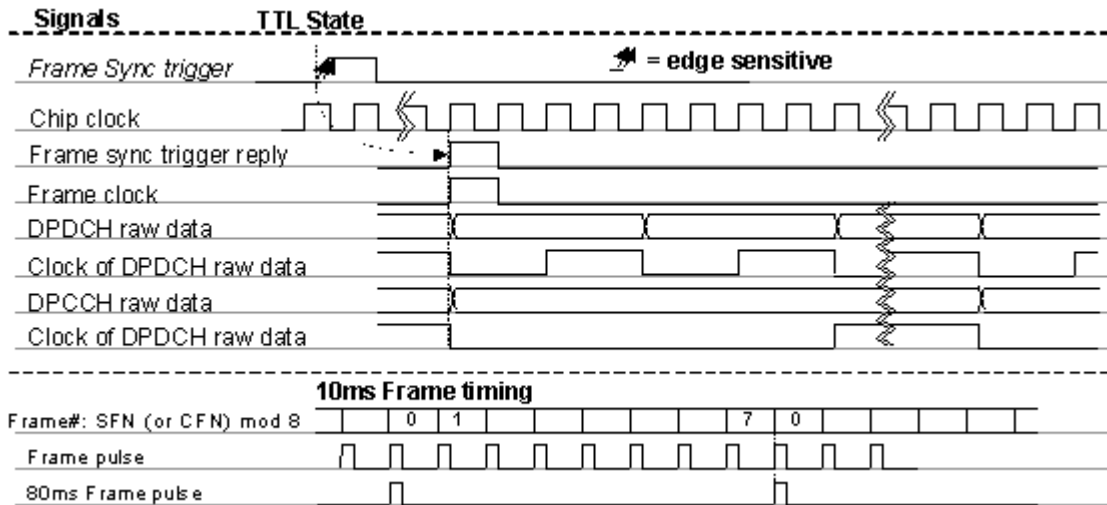 Signals TTL State
Frame Sync trigger = edge sensitive
Chip clock
Frame sync trigger reply
Frame clock
DPDCH raw data
Clock of DPDCH raw data
DPCCH raw data
Clock of DPDCH raw data
10ms Frame timing
Frame#: SFN (or CFN) mod 8 0 1 7 0
Frame pulse
80ms Frame pulse